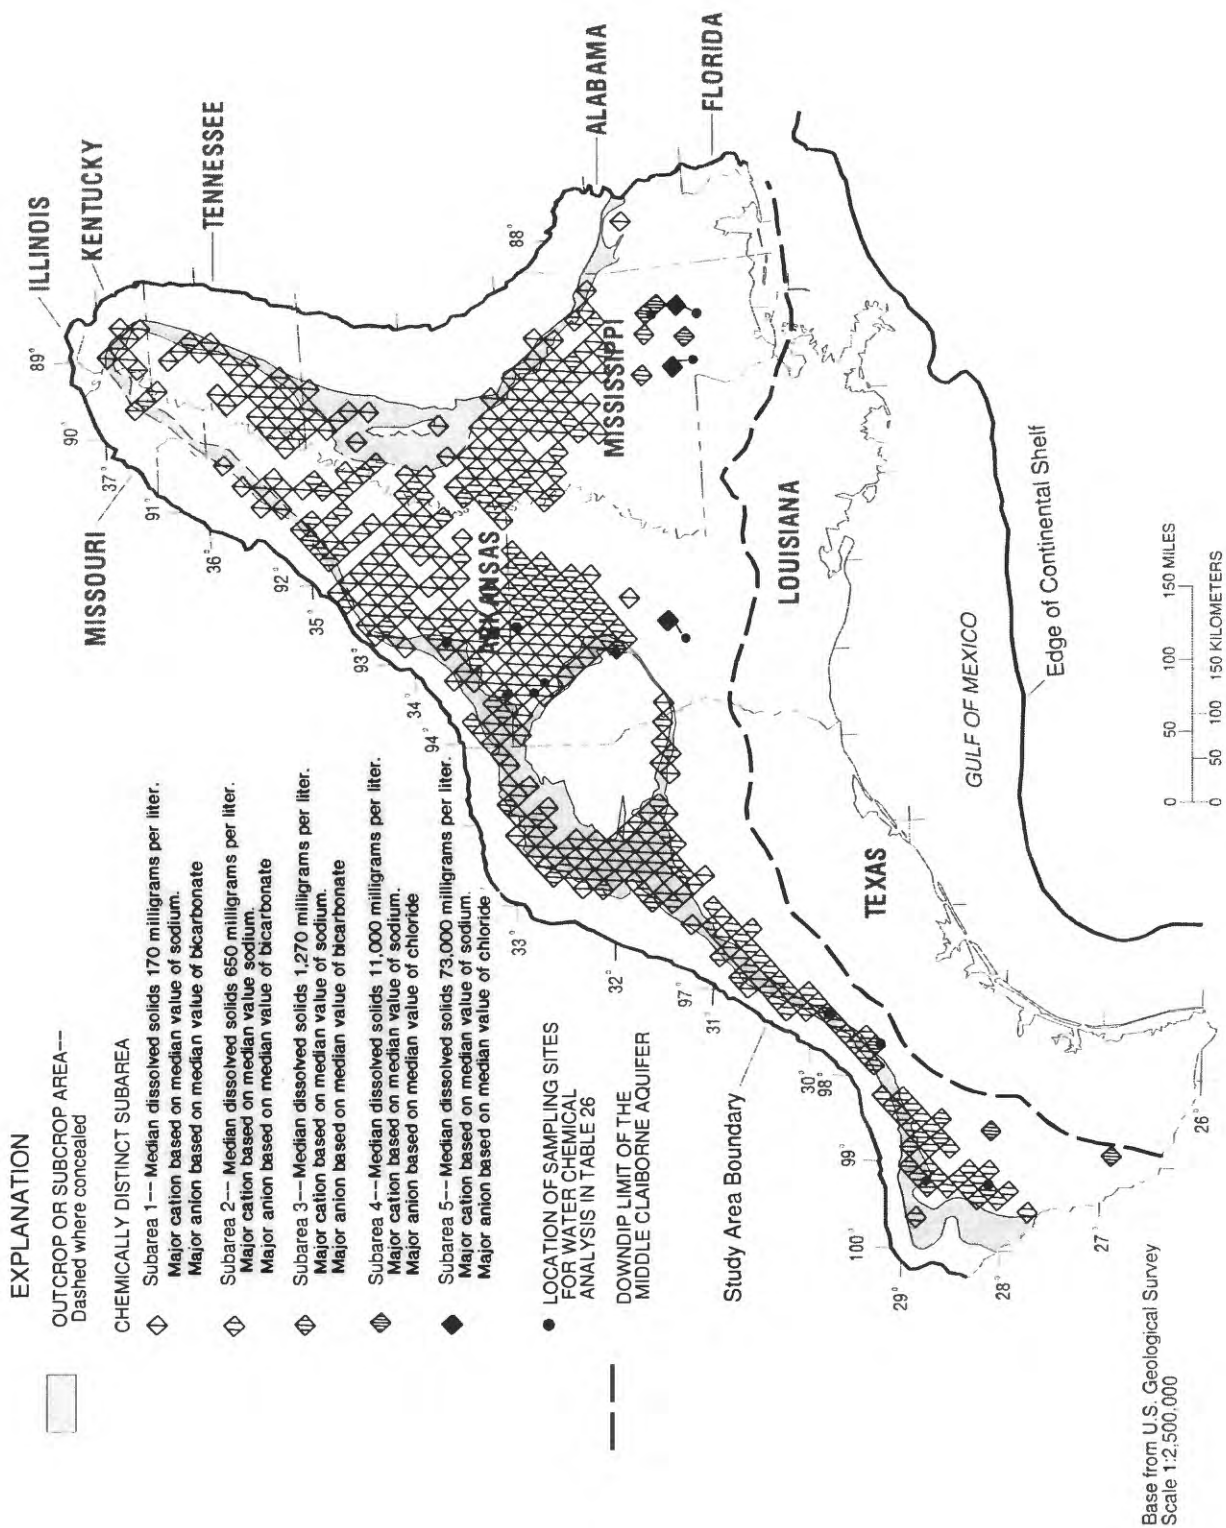 EXPLANATION
OUTCROP OR SUBCROP AREA--
Dashed where concealed
CHEMICALLY DISTINCT SUBAREA
Subarea 1--- Median dissolved solids 170 milligrams per liter.
Major cation based on median value of sodium.
Major anion based on median value of bicarbonate
Subarea 2--- Median dissolved solids 650 milligrams per liter.
Major cation based on median value sodium.
Major anion based on median value of bicarbonate
Subarea 3--- Median dissolved solids 1,270 milligrams per liter.
Major cation based on median value of sodium.
Major anion based on median value of bicarbonate
Subarea 4---Median dissolved solids 11,000 milligrams per liter.
Major cation based on median value of sodium.
Major anion based on median value of chloride
Subarea 5--- Median dissolved solids 73,000 milligrams per liter.
Major cation based on median value of sodium.
Major anion based on median value of chloride
LOCATION OF SAMPLING SITES
FOR WATER CHEMICAL
ANALYSIS IN TABLE 26
DOWNDIP LIMIT OF THE
MIDDLE CLAIBORNE AQUIFER
Study Area Boundary
ILLINOIS
KENTUCKY
TENNESSEE
ALABAMA
FLORIDA
MISSOURI
ARKANSAS
MISSISSIPPI
LOUISIANA
TEXAS
GULF OF MEXICO
Edge of Continental Shelf
89°
90°
37°
91°
36°
92°
35°
93°
34°
94°
88°
33°
32°
97°
31°
30°
98°
99°
100°
29°
28°
27°
26°
0 50 100 150 MILES
0 50 100 150 KILOMETERS
Base from U.S. Geological Survey
Scale 1:2,500,000